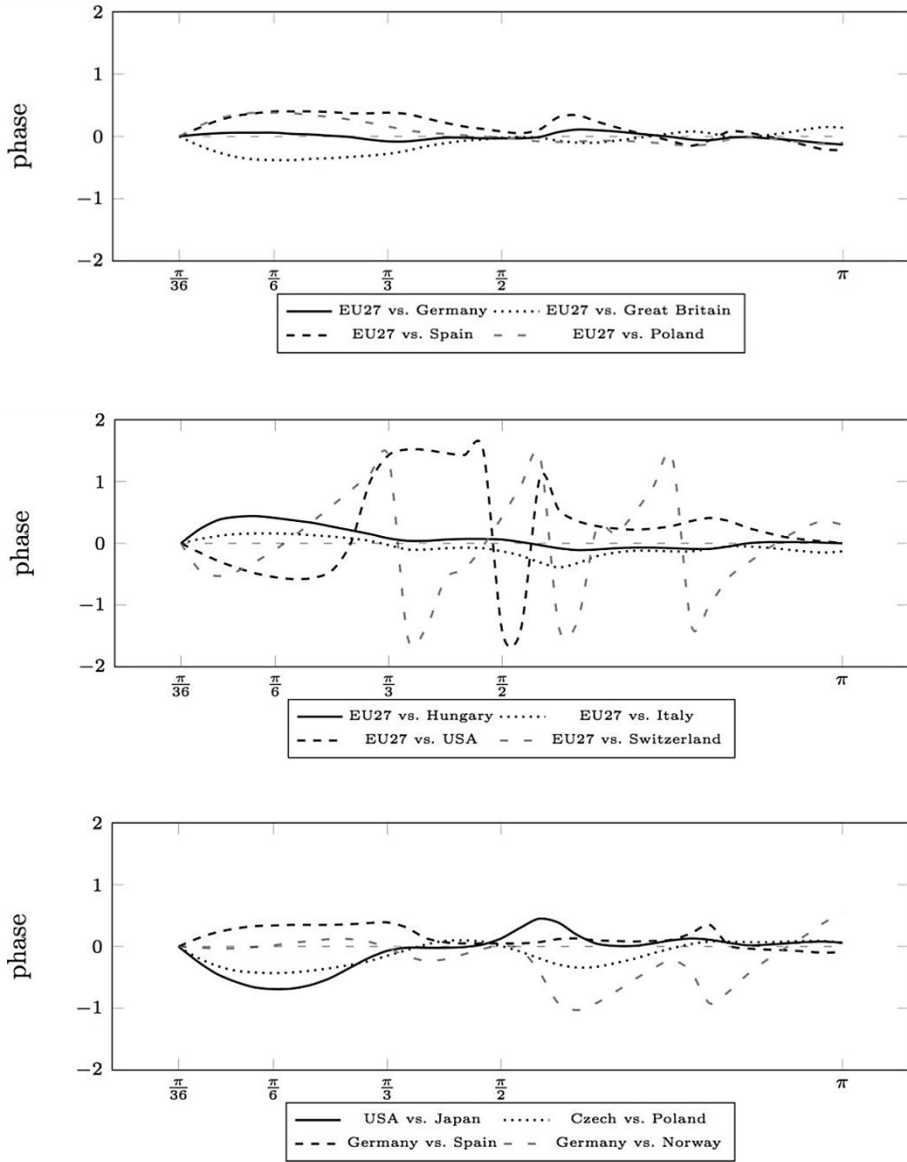 2
1
phase
0
−1
−2
π/36 π/6 π/3 π/2 π
EU27 vs. Germany EU27 vs. Great Britain
EU27 vs. Spain EU27 vs. Poland
2
1
phase
0
−1
−2
π/36 π/6 π/3 π/2 π
EU27 vs. Hungary EU27 vs. Italy
EU27 vs. USA EU27 vs. Switzerland
2
1
phase
0
−1
−2
π/36 π/6 π/3 π/2 π
USA vs. Japan Czech vs. Poland
Germany vs. Spain Germany vs. Norway